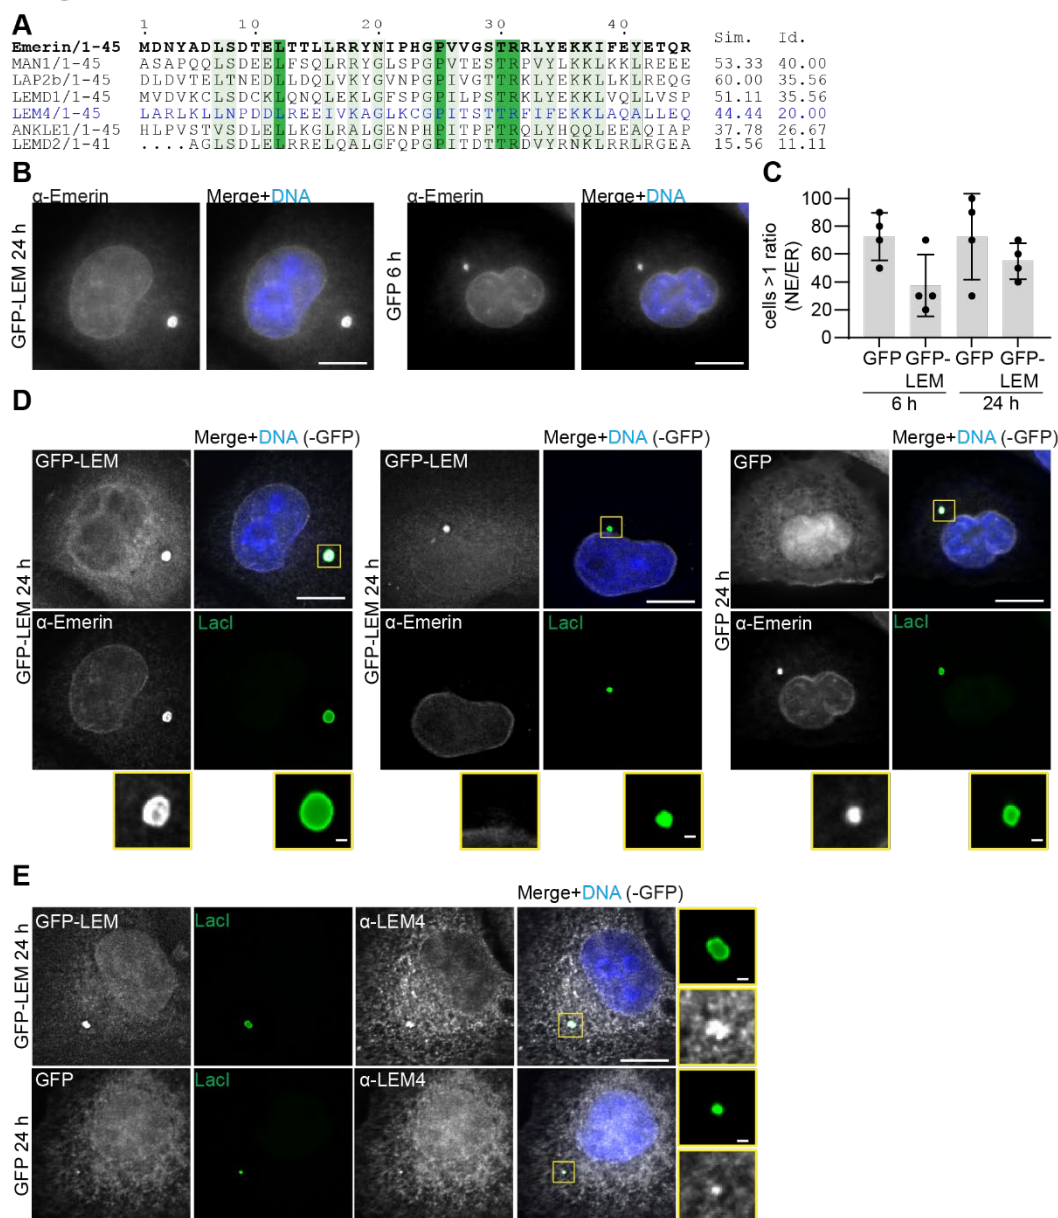 A
1 10 20 30 40
Sim. Id.
Emerin/1-45 MDNYADLSDTELTTLLRRYNIPHGPVVGSTRRLYEKKIFEYETQR
MAN1/1-45 ASAPQQLSDEELFSQLRRYGLSPGPVTESTRPVYLKKLKKLREEE 53.33 40.00
LAP2b/1-45 DLDVTELTNEDLLDQLVKYGVNPGPIVGTTRKLYEKKLLKLREQG 60.00 35.56
LEMD1/1-45 MVDVKCLSDCKLQNQLEKLGFSPGPILPSTRKLYEKKLVQLLVSP 51.11 35.56
LEM4/1-45 LARLKLLNPDDLREEIVKAGLKCGPITSTTRFIFEKKLAQALLEQ 44.44 20.00
ANKLE1/1-45 HLPVSTVSDLELLKGLRALGENPHPITPFTRQLYHQQLEEAQIAP 37.78 26.67
LEMD2/1-41 ....AGLSDLELRRELQALGFQPGPITDTTRDVYRNKLRRLRGEA 15.56 11.11
B
α-Emerin
Merge+DNA
α-Emerin
Merge+DNA
GFP-LEM 24 h
GFP 6 h
C
cells >1 ratio
(NE/ER)
100
80
60
40
20
0
GFP GFP-LEM GFP GFP-LEM
6 h 24 h
D
Merge+DNA (-GFP)
Merge+DNA (-GFP)
Merge+DNA (-GFP)
GFP-LEM 24 h
GFP-LEM
α-Emerin
LacI
GFP-LEM 24 h
GFP-LEM
α-Emerin
LacI
GFP 24 h
GFP
α-Emerin
LacI
E
Merge+DNA (-GFP)
GFP-LEM 24 h
GFP-LEM
LacI
α-LEM4
GFP 24 h
GFP
LacI
α-LEM4